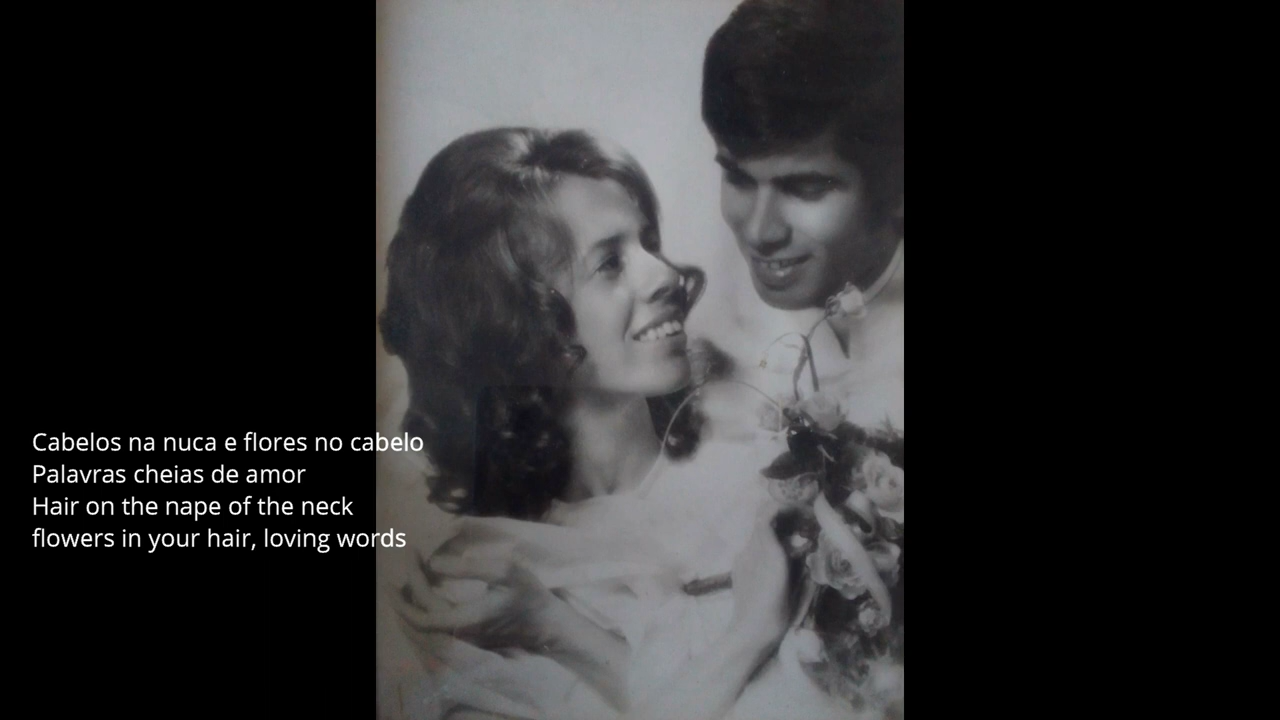 Cabelos na nuca e flores no cabelo
Palavras cheias de amor
Hair on the nape of the neck
flowers in your hair, loving words